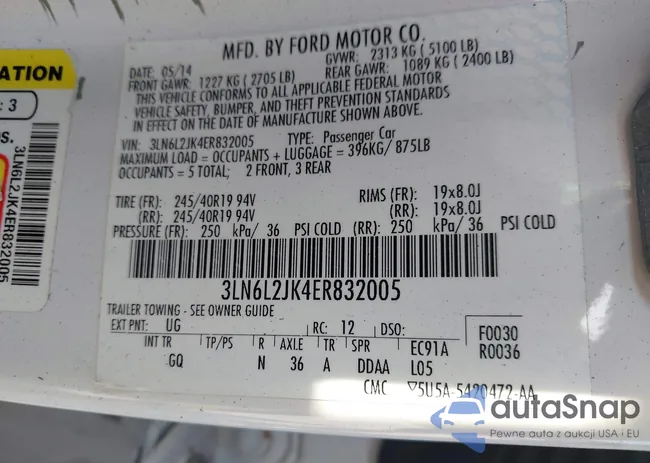 MFD. BY FORD MOTOR CO.
DATE: 05/14 GVWR: 2313 KG ( 5100 LB)
FRONT GAWR: 1227 KG ( 2705 LB) REAR GAWR: 1089 KG ( 2400 LB)
THIS VEHICLE CONFORMS TO ALL APPLICABLE FEDERAL MOTOR
VEHICLE SAFETY, BUMPER, AND THEFT PREVENTION STANDARDS
IN EFFECT ON THE DATE OF MANUFACTURE SHOWN ABOVE.
VIN: 3LN6L2JK4ER832005 TYPE: Passenger Car
MAXIMUM LOAD = OCCUPANTS + LUGGAGE = 396KG/ 875LB
OCCUPANTS = 5 TOTAL; 2 FRONT, 3 REAR
TIRE (FR): 245/40R19 94V RIMS (FR): 19x8.0J
(RR): 245/40R19 94V (RR): 19x8.0J
PRESSURE (FR): 250 kPa/ 36 PSI COLD (RR): 250 kPa/ 36 PSI COLD
3LN6L2JK4ER832005
TRAILER TOWING - SEE OWNER GUIDE
EXT PNT: UG RC: 12 DSO: F0030
R0036
INT TR TP/PS R AXLE TR SPR EC91A
GQ N 36 A DDAA L05
CMC 5U5A-5420472-AA
ATION
: 3
3LN6L2JK4ER832005
autoSnap
Pewne auta z aukcji USA i EU